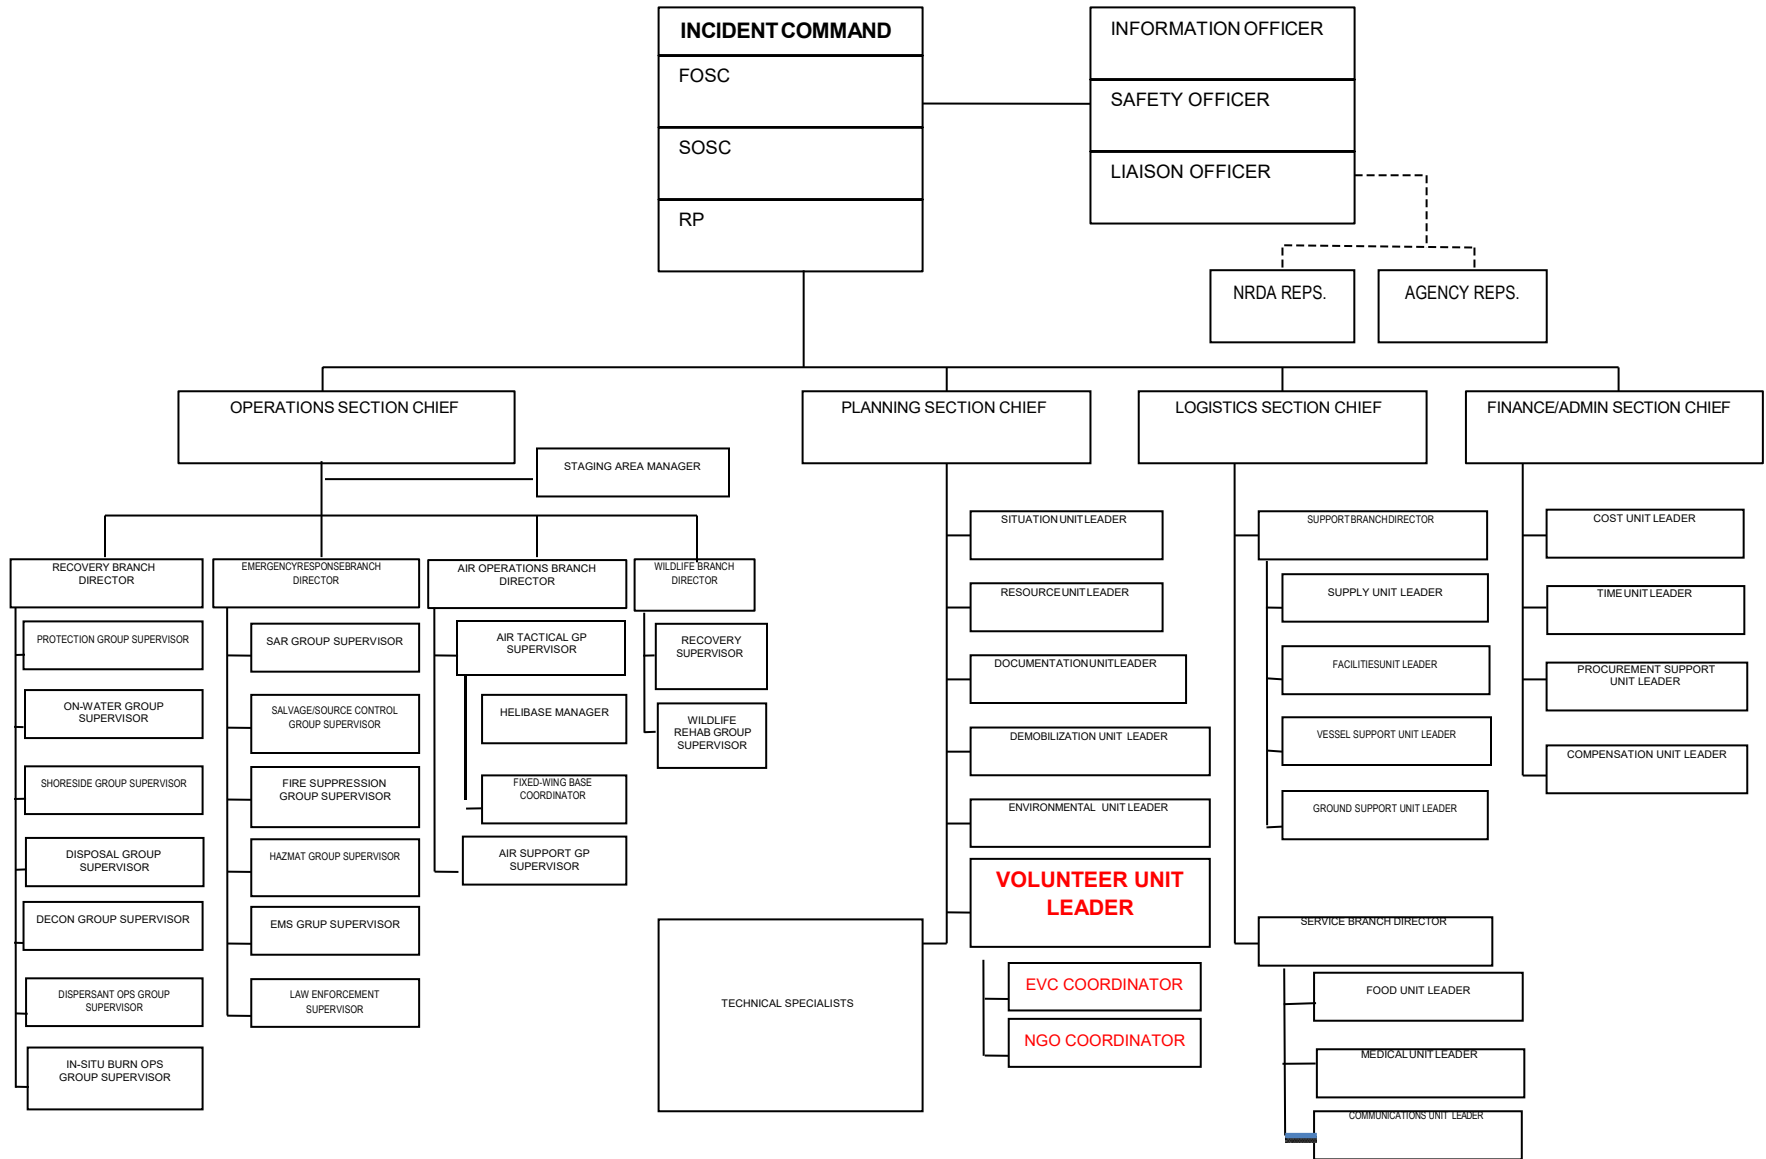 INCIDENT COMMAND
FOSC
SOSC
RP
INFORMATION OFFICER
SAFETY OFFICER
LIAISON OFFICER
NRDA REPS.
AGENCY REPS.
OPERATIONS SECTION CHIEF
PLANNING SECTION CHIEF
LOGISTICS SECTION CHIEF
FINANCE/ADMIN SECTION CHIEF
STAGING AREA MANAGER
RECOVERY BRANCH
DIRECTOR
PROTECTION GROUP SUPERVISOR
ON-WATER GROUP
SUPERVISOR
SHORESIDE GROUP SUPERVISOR
DISPOSAL GROUP
SUPERVISOR
DECON GROUP SUPERVISOR
DISPERSANT OPS GROUP
SUPERVISOR
IN-SITU BURN OPS
GROUP SUPERVISOR
EMERGENCY RESPONSE BRANCH
DIRECTOR
SAR GROUP SUPERVISOR
SALVAGE/SOURCE CONTROL
GROUP SUPERVISOR
FIRE SUPPRESSION
GROUP SUPERVISOR
HAZMAT GROUP SUPERVISOR
EMS GRUP SUPERVISOR
LAW ENFORCEMENT
SUPERVISOR
AIR OPERATIONS BRANCH
DIRECTOR
AIR TACTICAL GP
SUPERVISOR
HELIBASE MANAGER
FIXED-WING BASE
COORDINATOR
AIR SUPPORT GP
SUPERVISOR
WILDLIFE BRANCH
DIRECTOR
RECOVERY
SUPERVISOR
WILDLIFE
REHAB GROUP
SUPERVISOR
SITUATION UNIT LEADER
RESOURCE UNIT LEADER
DOCUMENTATION UNIT LEADER
DEMOBILIZATION UNIT LEADER
ENVIRONMENTAL UNIT LEADER
VOLUNTEER UNIT
LEADER
EVC COORDINATOR
NGO COORDINATOR
TECHNICAL SPECIALISTS
SUPPORT BRANCH DIRECTOR
SUPPLY UNIT LEADER
FACILITIES UNIT LEADER
VESSEL SUPPORT UNIT LEADER
GROUND SUPPORT UNIT LEADER
SERVICE BRANCH DIRECTOR
FOOD UNIT LEADER
MEDICAL UNIT LEADER
COMMUNICATIONS UNIT LEADER
COST UNIT LEADER
TIME UNIT LEADER
PROCUREMENT SUPPORT
UNIT LEADER
COMPENSATION UNIT LEADER